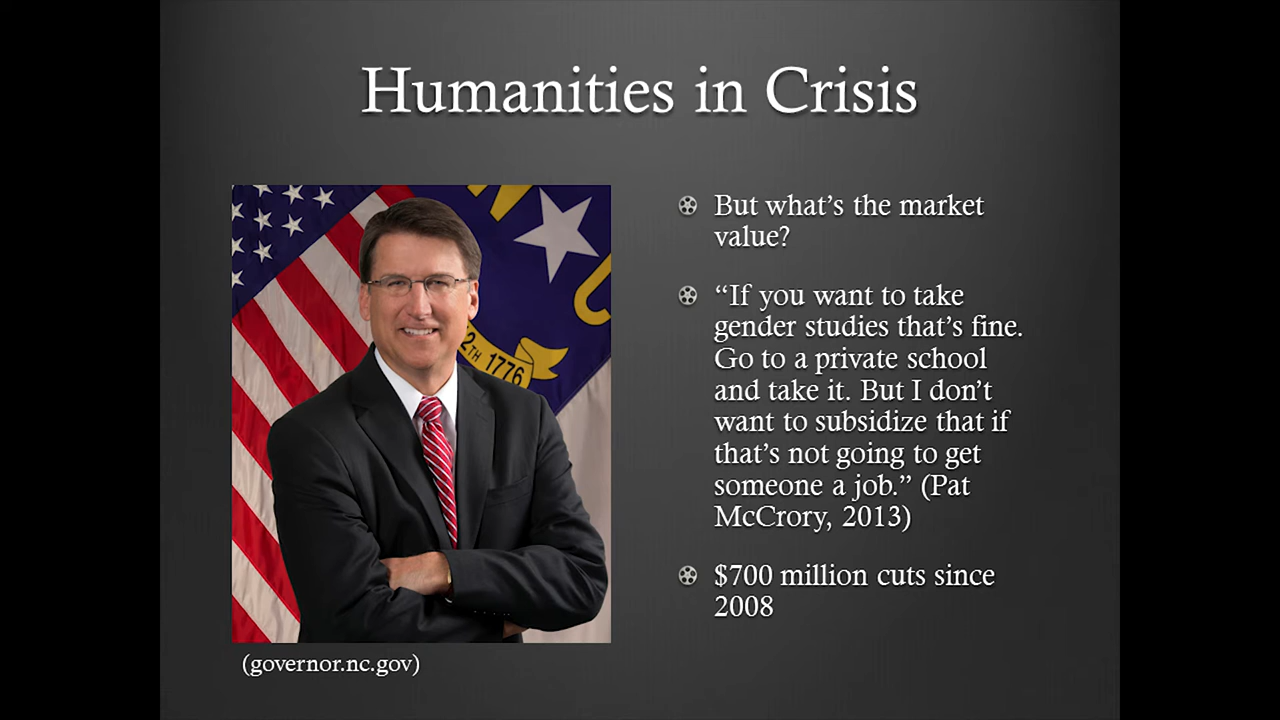 Humanities in Crisis
2TH 1776
But what's the market
value?
“If you want to take
gender studies that's fine.
Go to a private school
and take it. But I don't
want to subsidize that if
that's not going to get
someone a job.” (Pat
McCrory, 2013)
$700 million cuts since
2008
(governor.nc.gov)